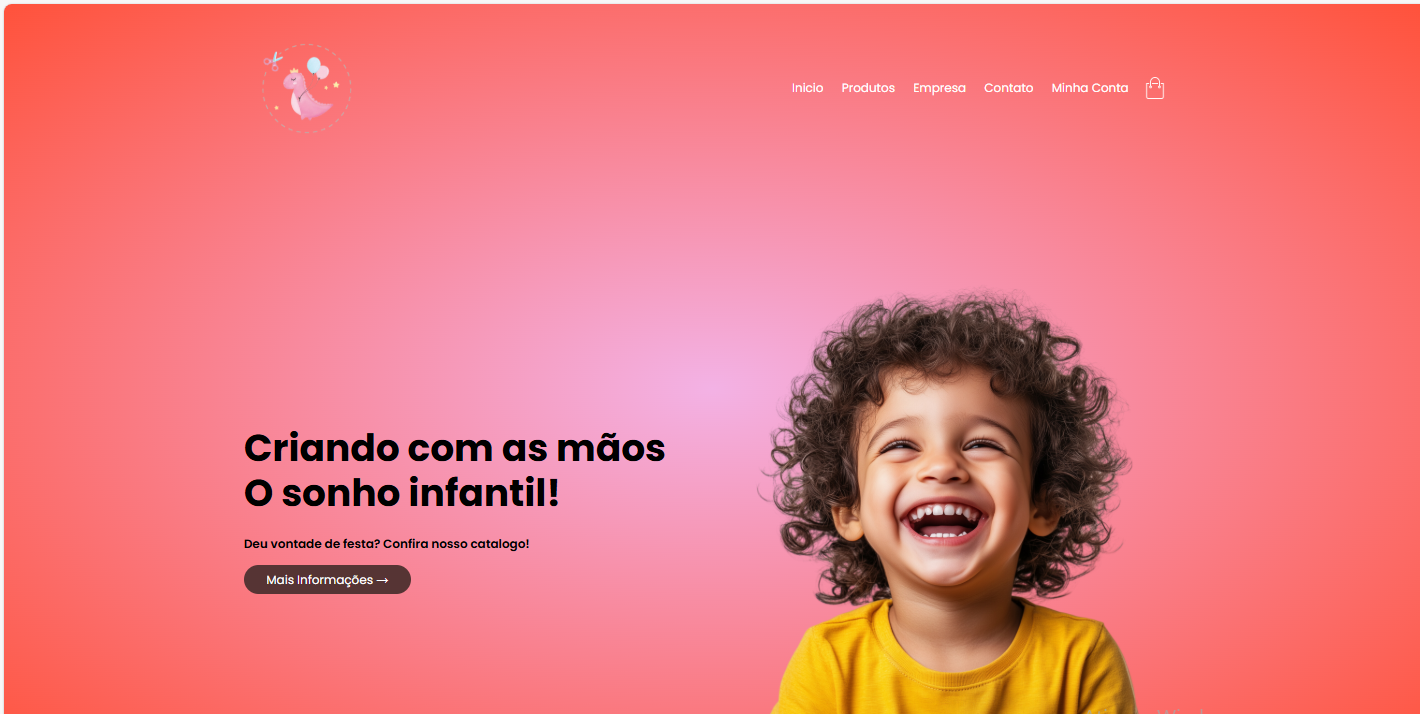 Inicio Produtos Empresa Contato Minha Conta
Criando com as mãos
O sonho infantil!
Deu vontade de festa? Confira nosso catalogo!
Mais Informações →